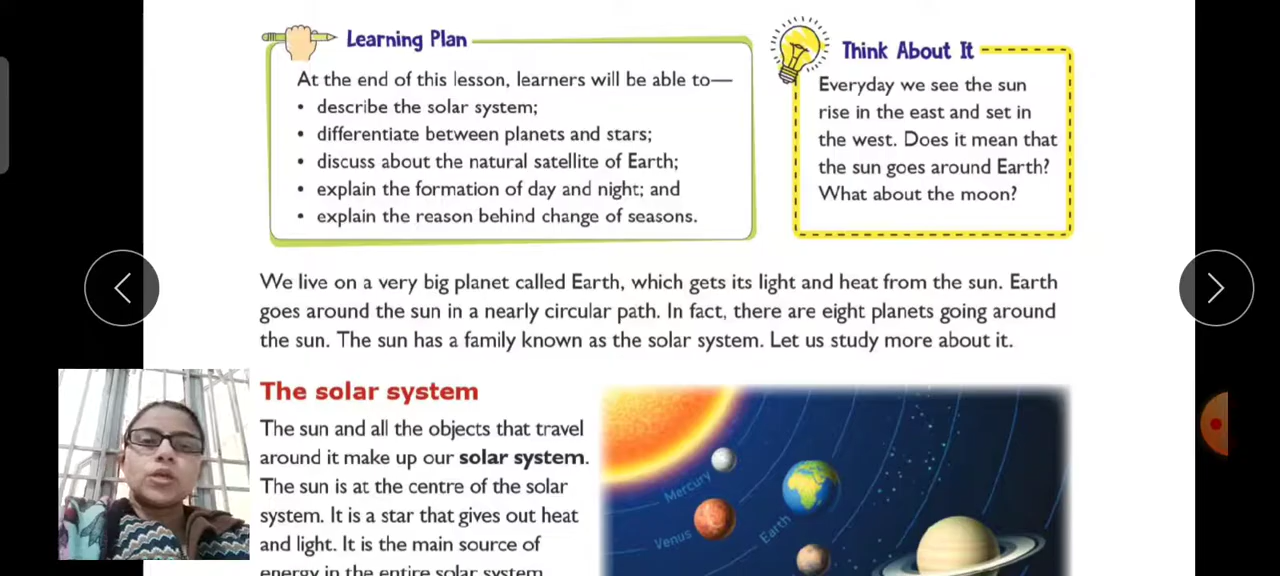 Learning Plan
At the end of this lesson, learners will be able to—
• describe the solar system;
• differentiate between planets and stars;
• discuss about the natural satellite of Earth;
• explain the formation of day and night; and
• explain the reason behind change of seasons.
Think About It
Everyday we see the sun
rise in the east and set in
the west. Does it mean that
the sun goes around Earth?
What about the moon?
We live on a very big planet called Earth, which gets its light and heat from the sun. Earth
goes around the sun in a nearly circular path. In fact, there are eight planets going around
the sun. The sun has a family known as the solar system. Let us study more about it.
The solar system
The sun and all the objects that travel
around it make up our solar system.
The sun is at the centre of the solar
system. It is a star that gives out heat
and light. It is the main source of
energy in the entire solar system
Mercury
Venus
Earth